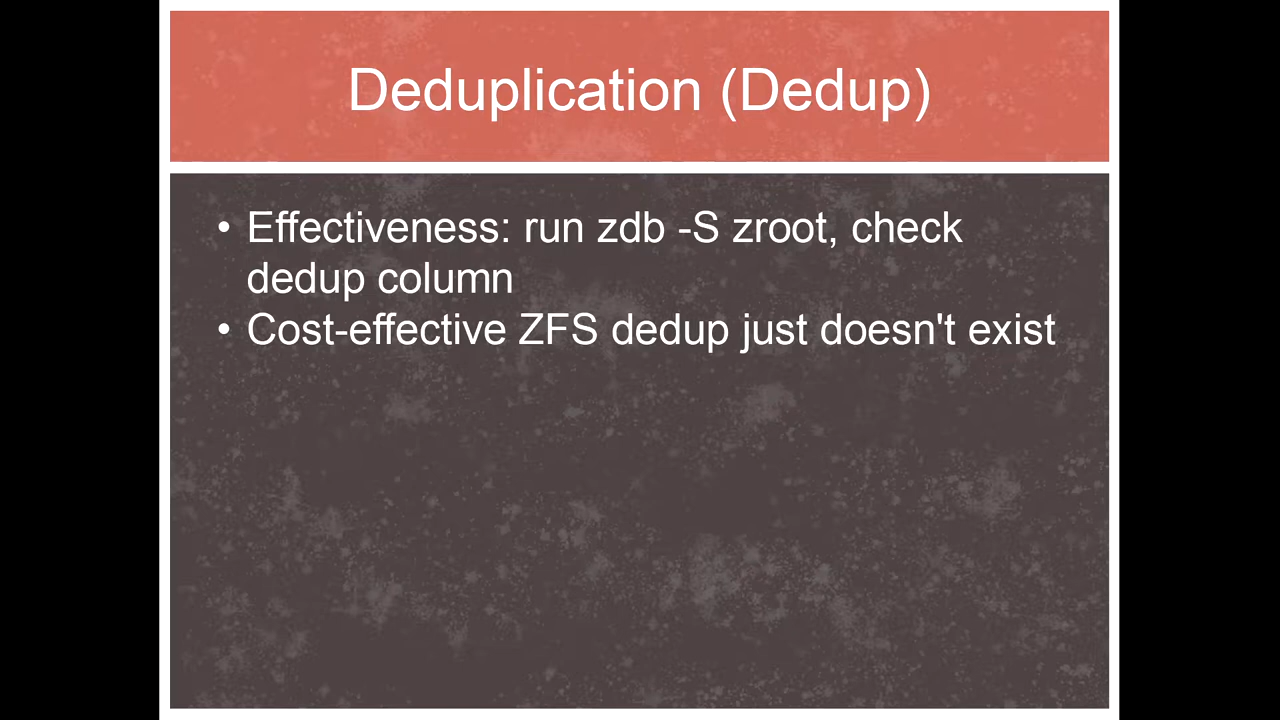 Deduplication (Dedup)
• Effectiveness: run zdb -S zroot, check
dedup column
• Cost-effective ZFS dedup just doesn't exist